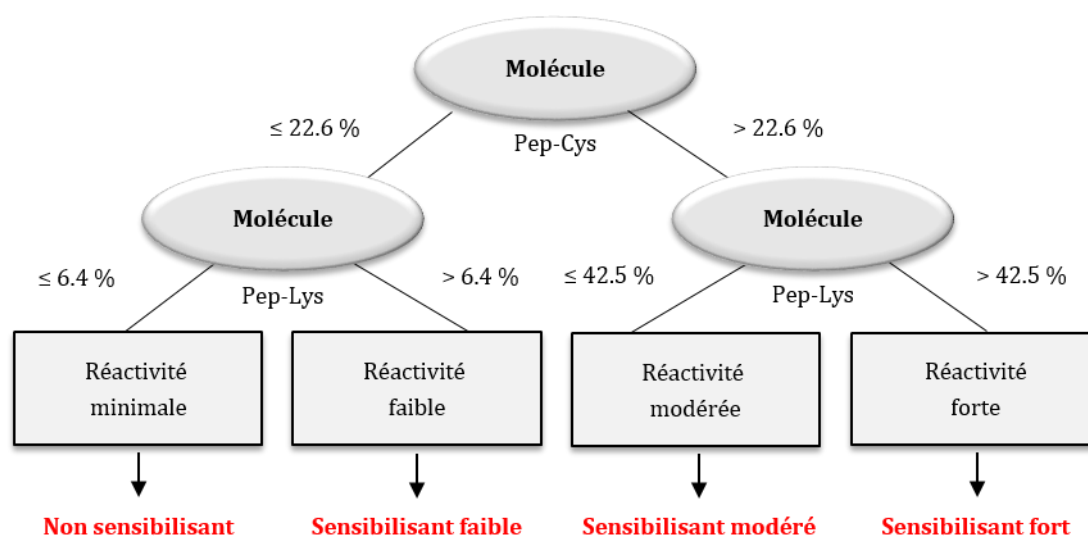 Molécule
≤ 22.6 %
> 22.6 %
Pep-Cys
Molécule
Molécule
≤ 6.4 %
> 6.4 %
≤ 42.5 %
> 42.5 %
Pep-Lys
Pep-Lys
Réactivité
minimale
Réactivité
faible
Réactivité
modérée
Réactivité
forte
Non sensibilisant
Sensibilisant faible
Sensibilisant modéré
Sensibilisant fort